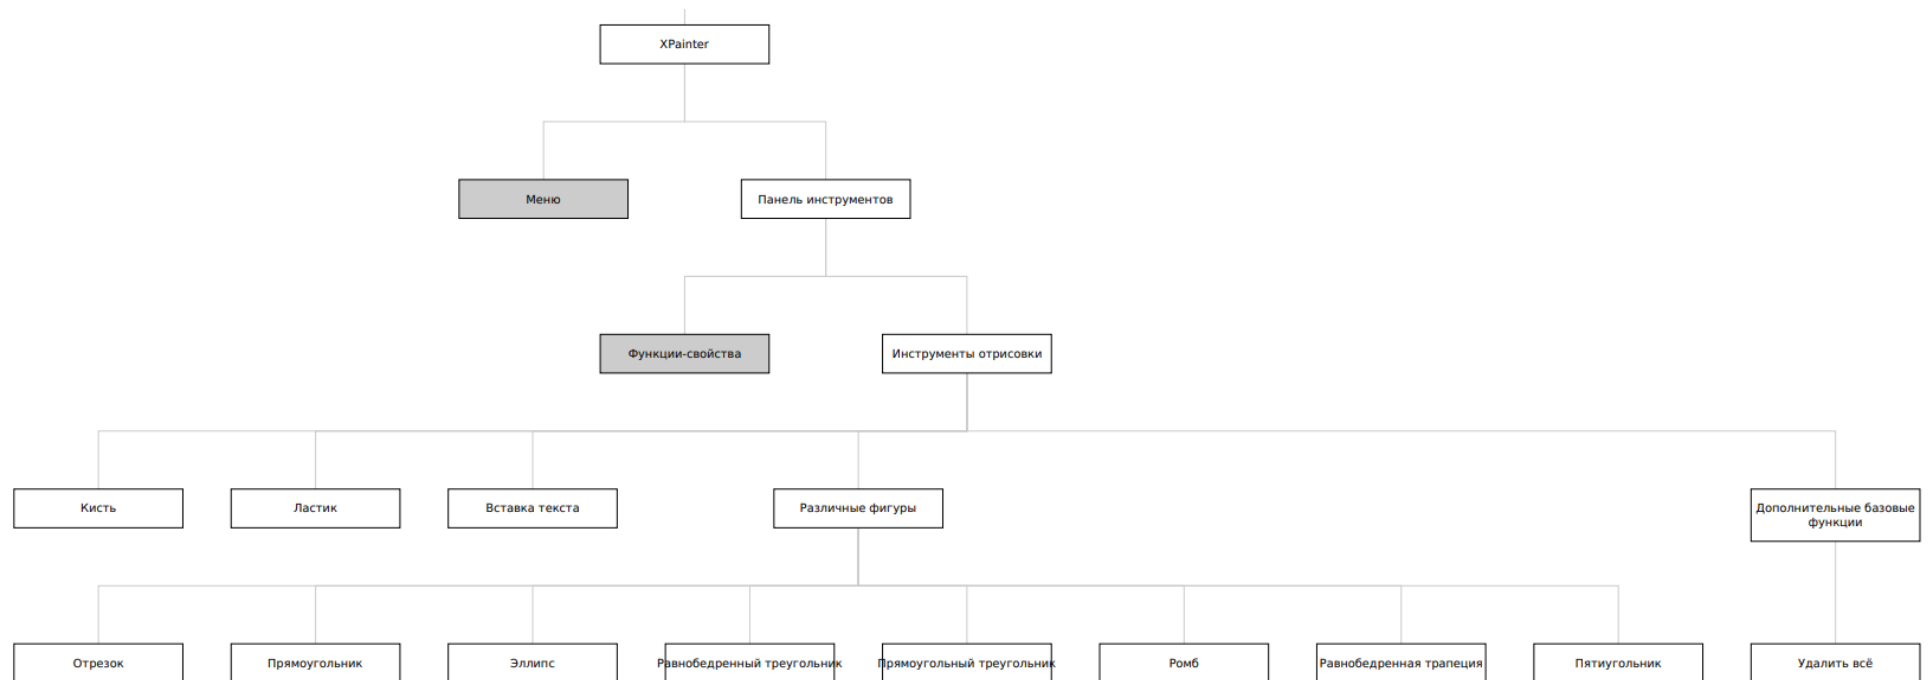 XPainter
Меню
Панель инструментов
Функции-свойства
Инструменты отрисовки
Кисть
Ластик
Вставка текста
Различные фигуры
Дополнительные базовые
функции
Отрезок
Прямоугольник
Эллипс
Равнобедренный треугольник
Прямоугольный треугольник
Ромб
Равнобедренная трапеция
Пятиугольник
Удалить всё